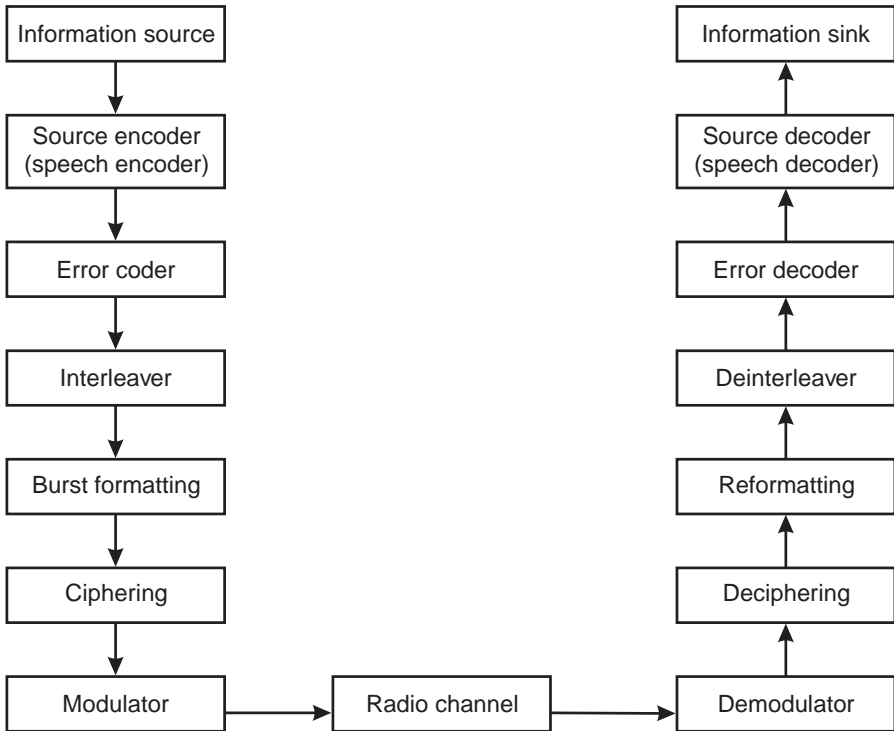 Information source
Source encoder
(speech encoder)
Error coder
Interleaver
Burst formatting
Ciphering
Modulator
Radio channel
Demodulator
Deciphering
Reformatting
Deinterleaver
Error decoder
Source decoder
(speech decoder)
Information sink